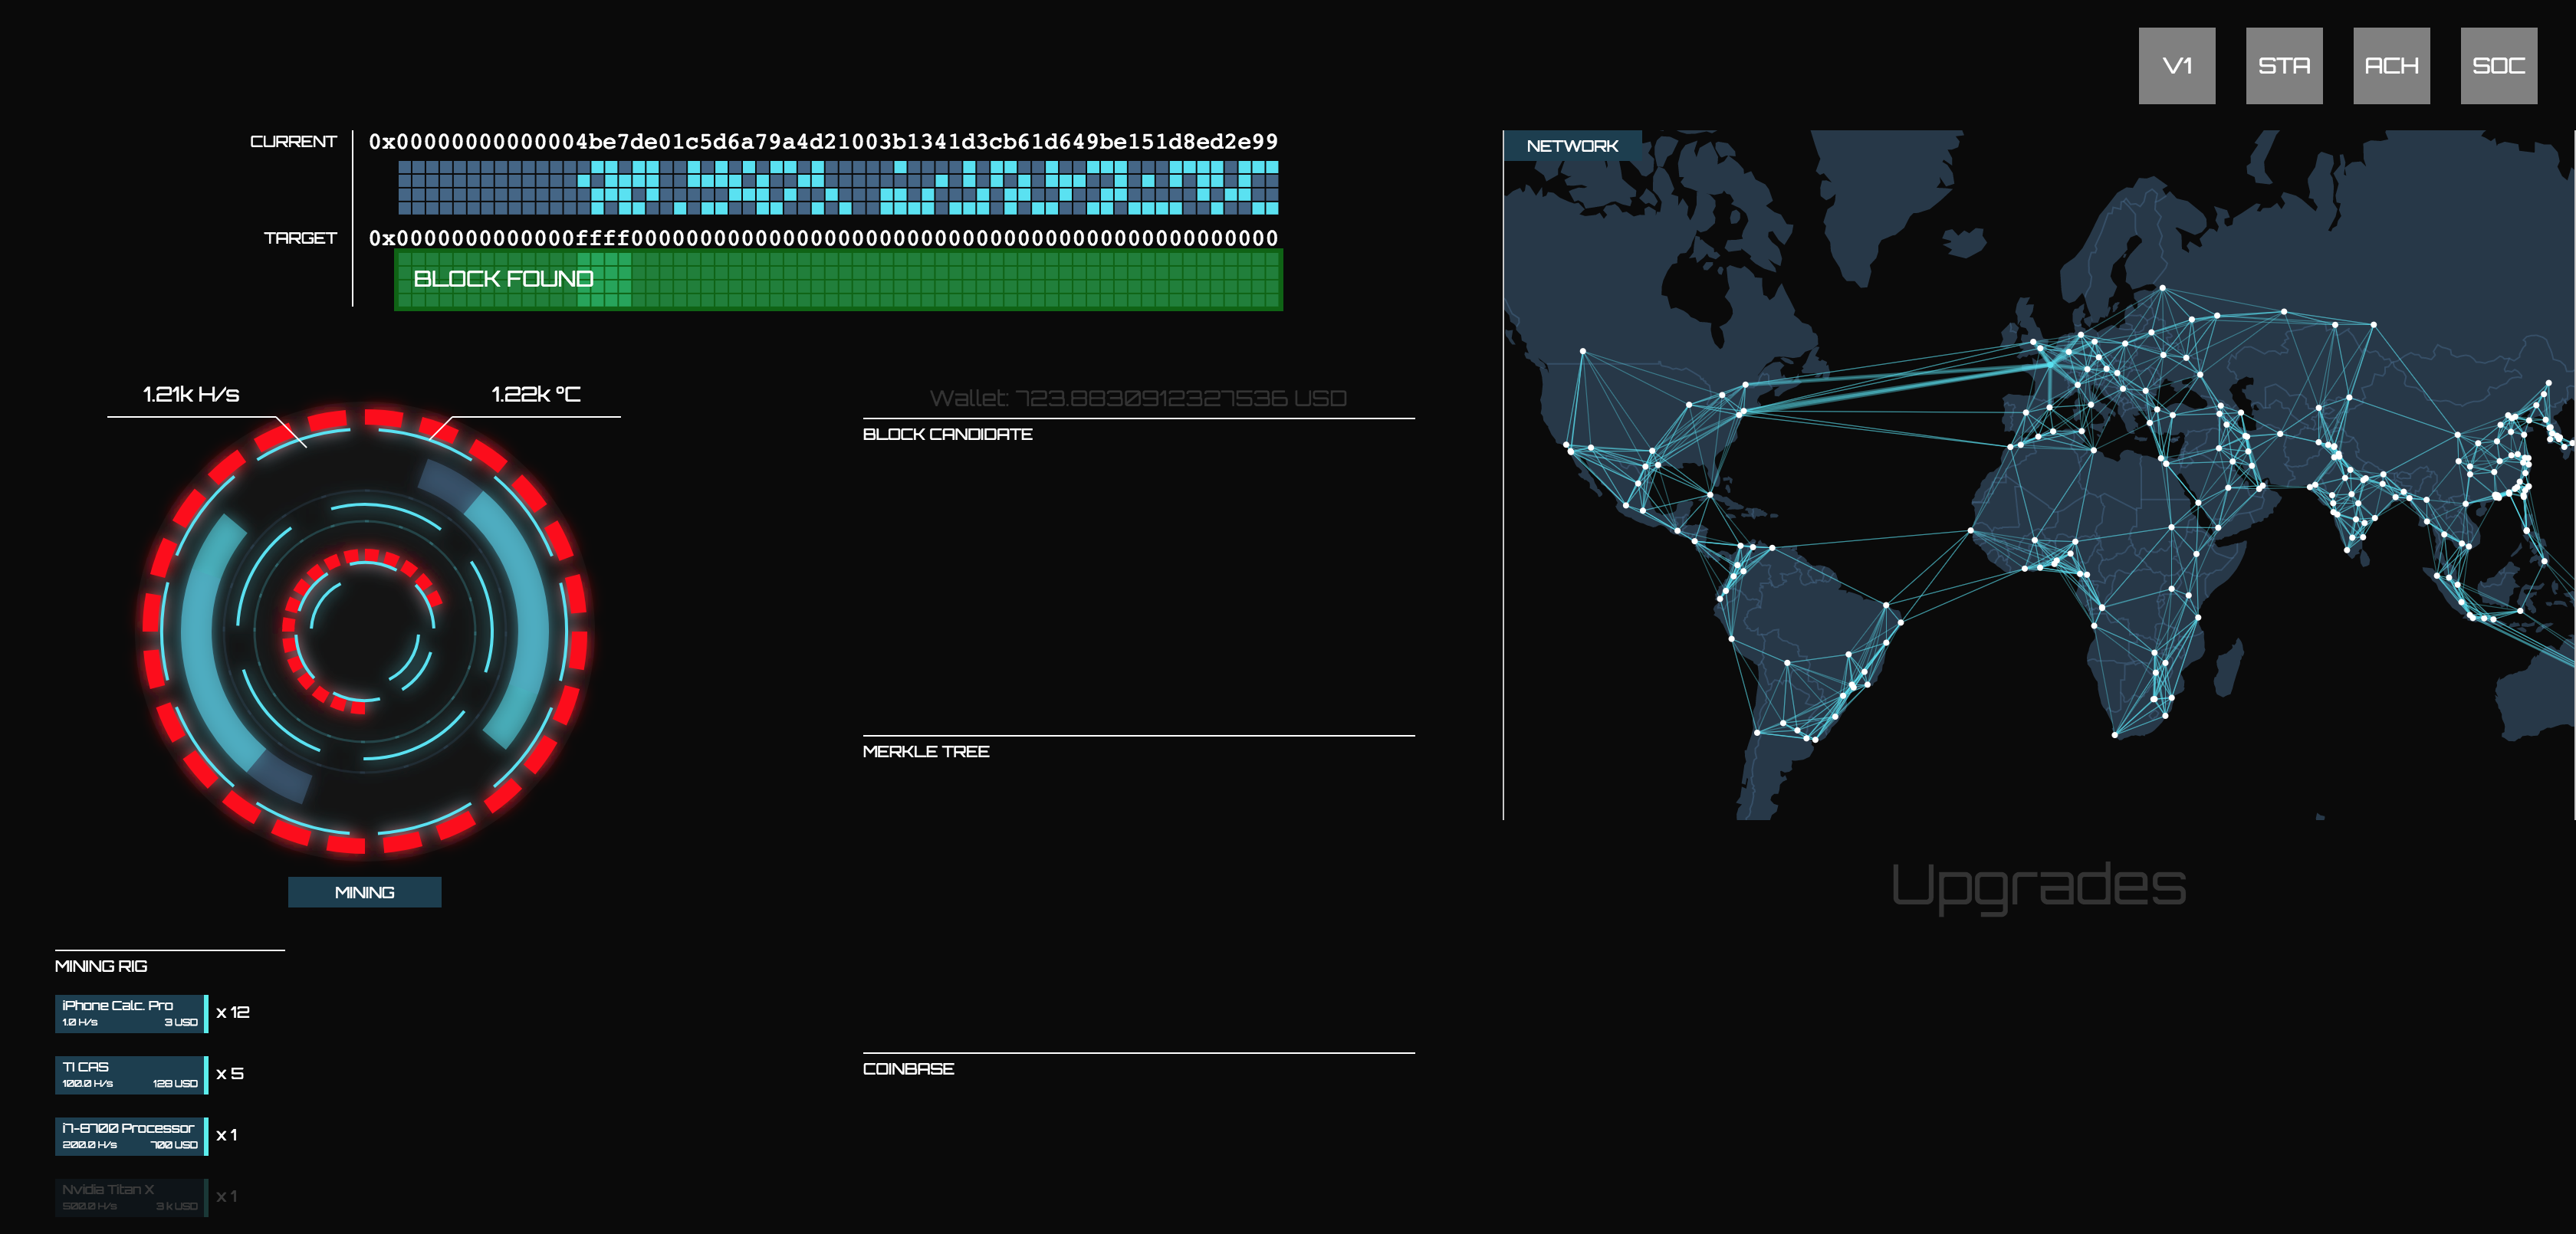 V1
STA
ACH
SOC
CURRENT
0x00000000000004be7de01c5d6a79a4d21003b1341d3cb61d649be151d8ed2e99
TARGET
0x0000000000000ffff00000000000000000000000000000000000000000000000
BLOCK FOUND
NETWORK
1.21k H/s
1.22k °C
Wallet: 723.8830912327536 USD
BLOCK CANDIDATE
MERKLE TREE
COINBASE
Upgrades
MINING
MINING RIG
iPhone Calc. Pro
1.0 H/s 3 USD
x 12
TI CAS
100.0 H/s 128 USD
x 5
i7-8700 Processor
200.0 H/s 700 USD
x 1
Nvidia Titan X
500.0 H/s 3 k USD
x 1